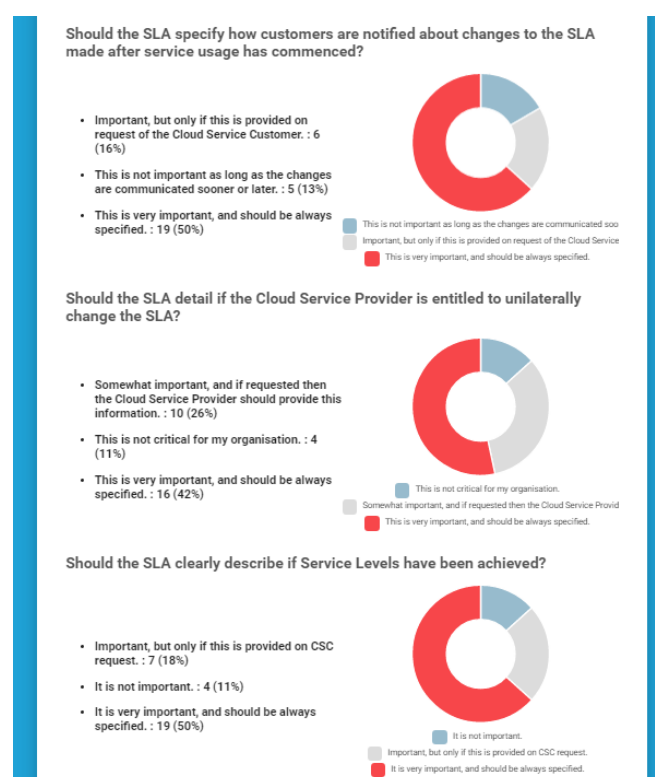 Should the SLA specify how customers are notified about changes to the SLA
made after service usage has commenced?
• Important, but only if this is provided on
request of the Cloud Service Customer. : 6
(16%)
• This is not important as long as the changes
are communicated sooner or later. : 5 (13%)
• This is very important, and should be always
specified. : 19 (50%)
This is not important as long as the changes are communicated soo
Important, but only if this is provided on request of the Cloud Service
This is very important, and should be always specified.
Should the SLA detail if the Cloud Service Provider is entitled to unilaterally
change the SLA?
• Somewhat important, and if requested then
the Cloud Service Provider should provide this
information. : 10 (26%)
• This is not critical for my organisation. : 4
(11%)
• This is very important, and should be always
specified. : 16 (42%)
This is not critical for my organisation.
Somewhat important, and if requested then the Cloud Service Provid
This is very important, and should be always specified.
Should the SLA clearly describe if Service Levels have been achieved?
• Important, but only if this is provided on CSC
request. : 7 (18%)
• It is not important. : 4 (11%)
• It is very important, and should be always
specified. : 19 (50%)
It is not important.
Important, but only if this is provided on CSC request.
It is very important, and should be always specified.